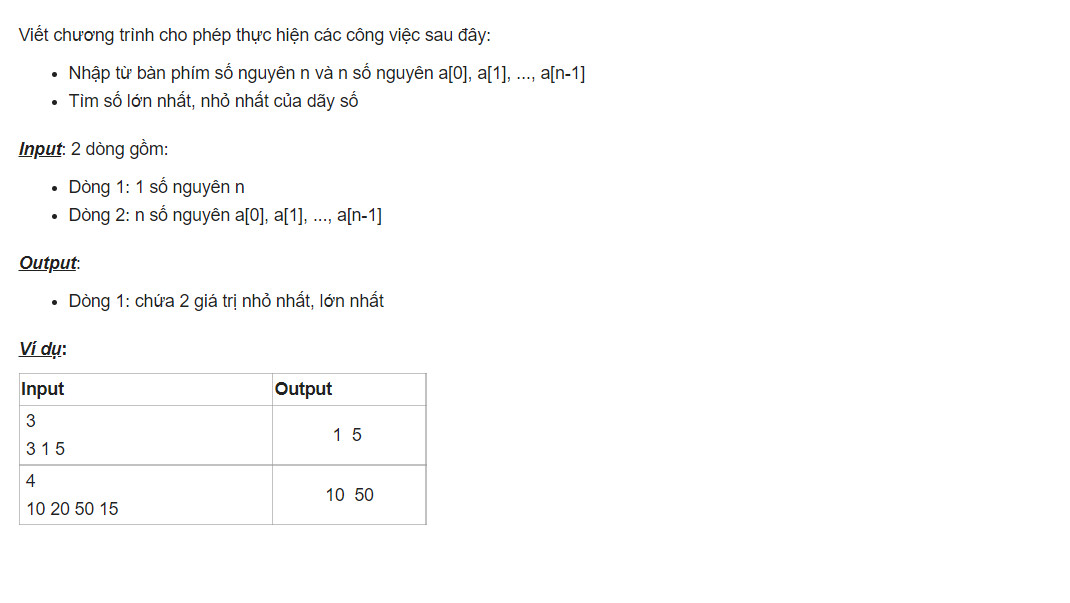 Viết chương trình cho phép thực hiện các công việc sau đây:
• Nhập từ bàn phím số nguyên n và n số nguyên a[0], a[1], ..., a[n-1]
• Tìm số lớn nhất, nhỏ nhất của dãy số
Input: 2 dòng gồm:
• Dòng 1: 1 số nguyên n
• Dòng 2: n số nguyên a[0], a[1], ..., a[n-1]
Output:
• Dòng 1: chứa 2 giá trị nhỏ nhất, lớn nhất
Ví dụ:
Input Output
3
3 1 5
1 5
4
10 20 50 15
10 50